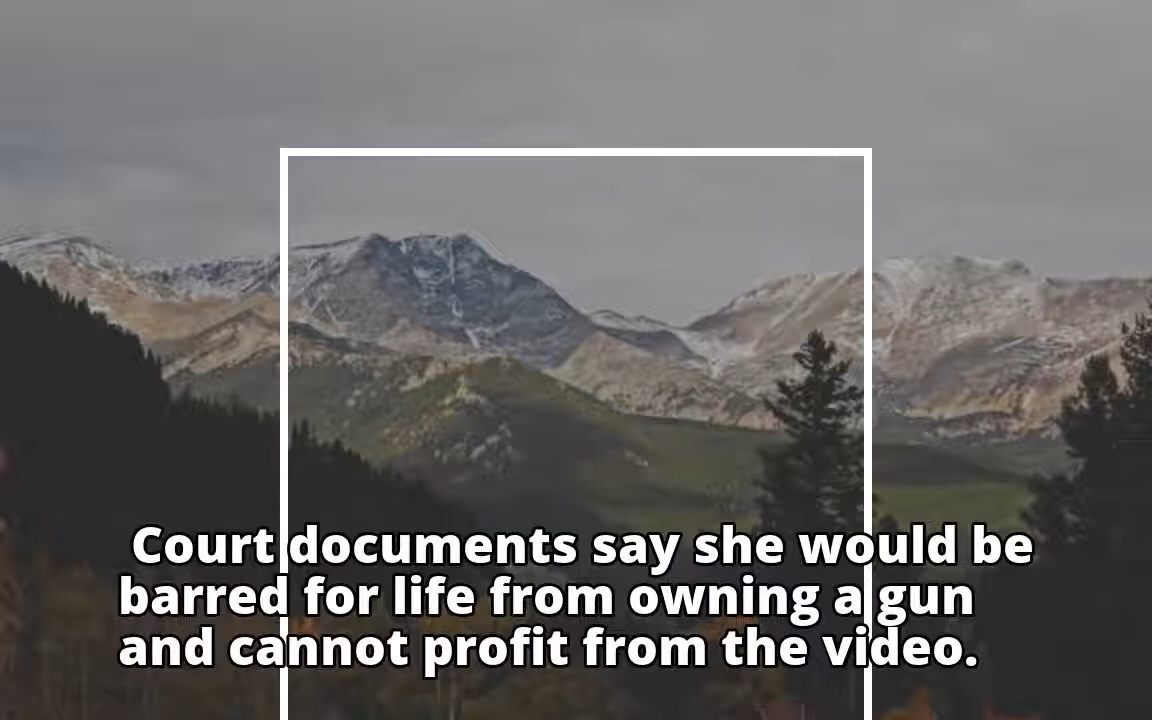 Court documents say she would be
barred for life from owning a gun
and cannot profit from the video.